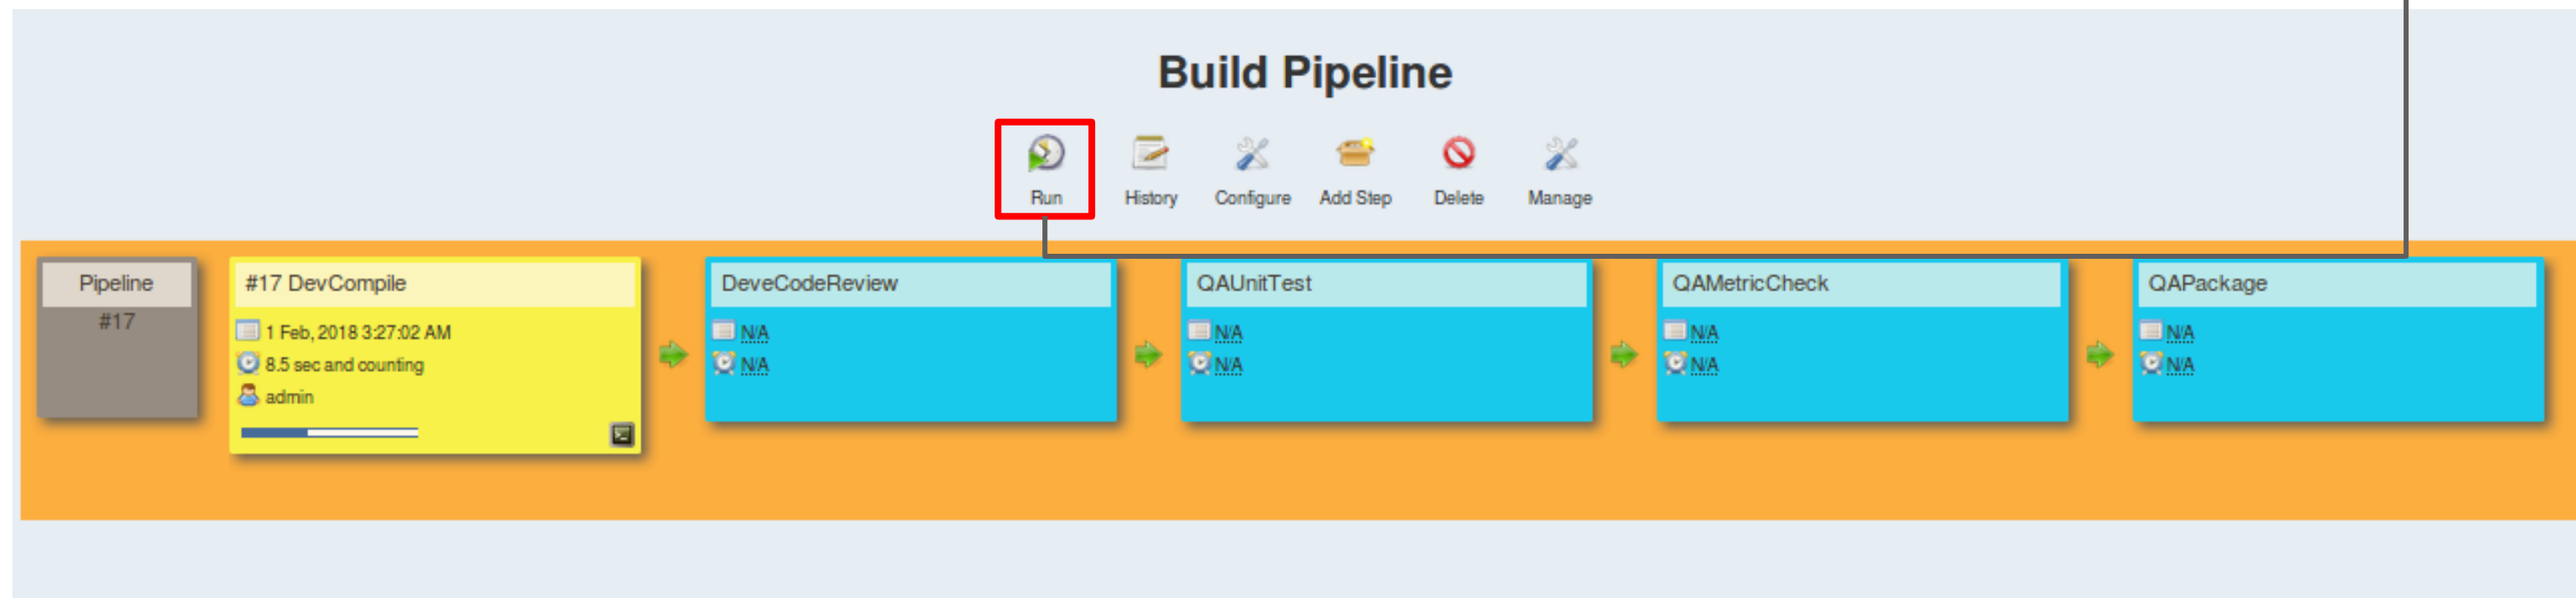 Build Pipeline
Run History Configure Add Step Delete Manage
Pipeline
#17
#17 DevCompile
1 Feb, 2018 3:27:02 AM
8.5 sec and counting
admin
DeveCodeReview
N/A
N/A
QAUnitTest
N/A
N/A
QAMetricCheck
N/A
N/A
QAPackage
N/A
N/A